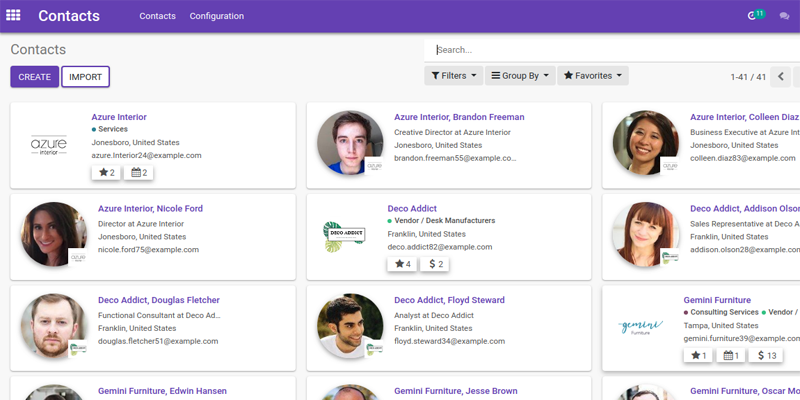 Contacts
Contacts
Configuration
11
Contacts
Search...
CREATE
IMPORT
Filters
Group By
Favorites
1-41 / 41
azure
interior
Azure Interior
Services
Jonesboro, United States
azure.Interior24@example.com
2
2
Azure Interior, Brandon Freeman
Creative Director at Azure Interior
Jonesboro, United States
brandon.freeman55@example.co...
Azure Interior, Colleen Diaz
Business Executive at Azure Int
Jonesboro, United States
colleen.diaz83@example.com
Azure Interior, Nicole Ford
Director at Azure Interior
Jonesboro, United States
nicole.ford75@example.com
DECO ADDICT
Deco Addict
Vendor / Desk Manufacturers
Franklin, United States
deco.addict82@example.com
4
$ 2
Deco Addict, Addison Olson
Sales Representative at Deco A
Franklin, United States
addison.olson28@example.com
Deco Addict, Douglas Fletcher
Functional Consultant at Deco Ad...
Franklin, United States
douglas.fletcher51@example.com
Deco Addict, Floyd Steward
Analyst at Deco Addict
Franklin, United States
floyd.steward34@example.com
gemini
Furniture
Gemini Furniture
Consulting Services Vendor /
Tampa, United States
gemini.furniture39@example.com
1
1
$ 13
Gemini Furniture, Edwin Hansen
Gemini Furniture, Jesse Brown
Gemini Furniture, Oscar Mo